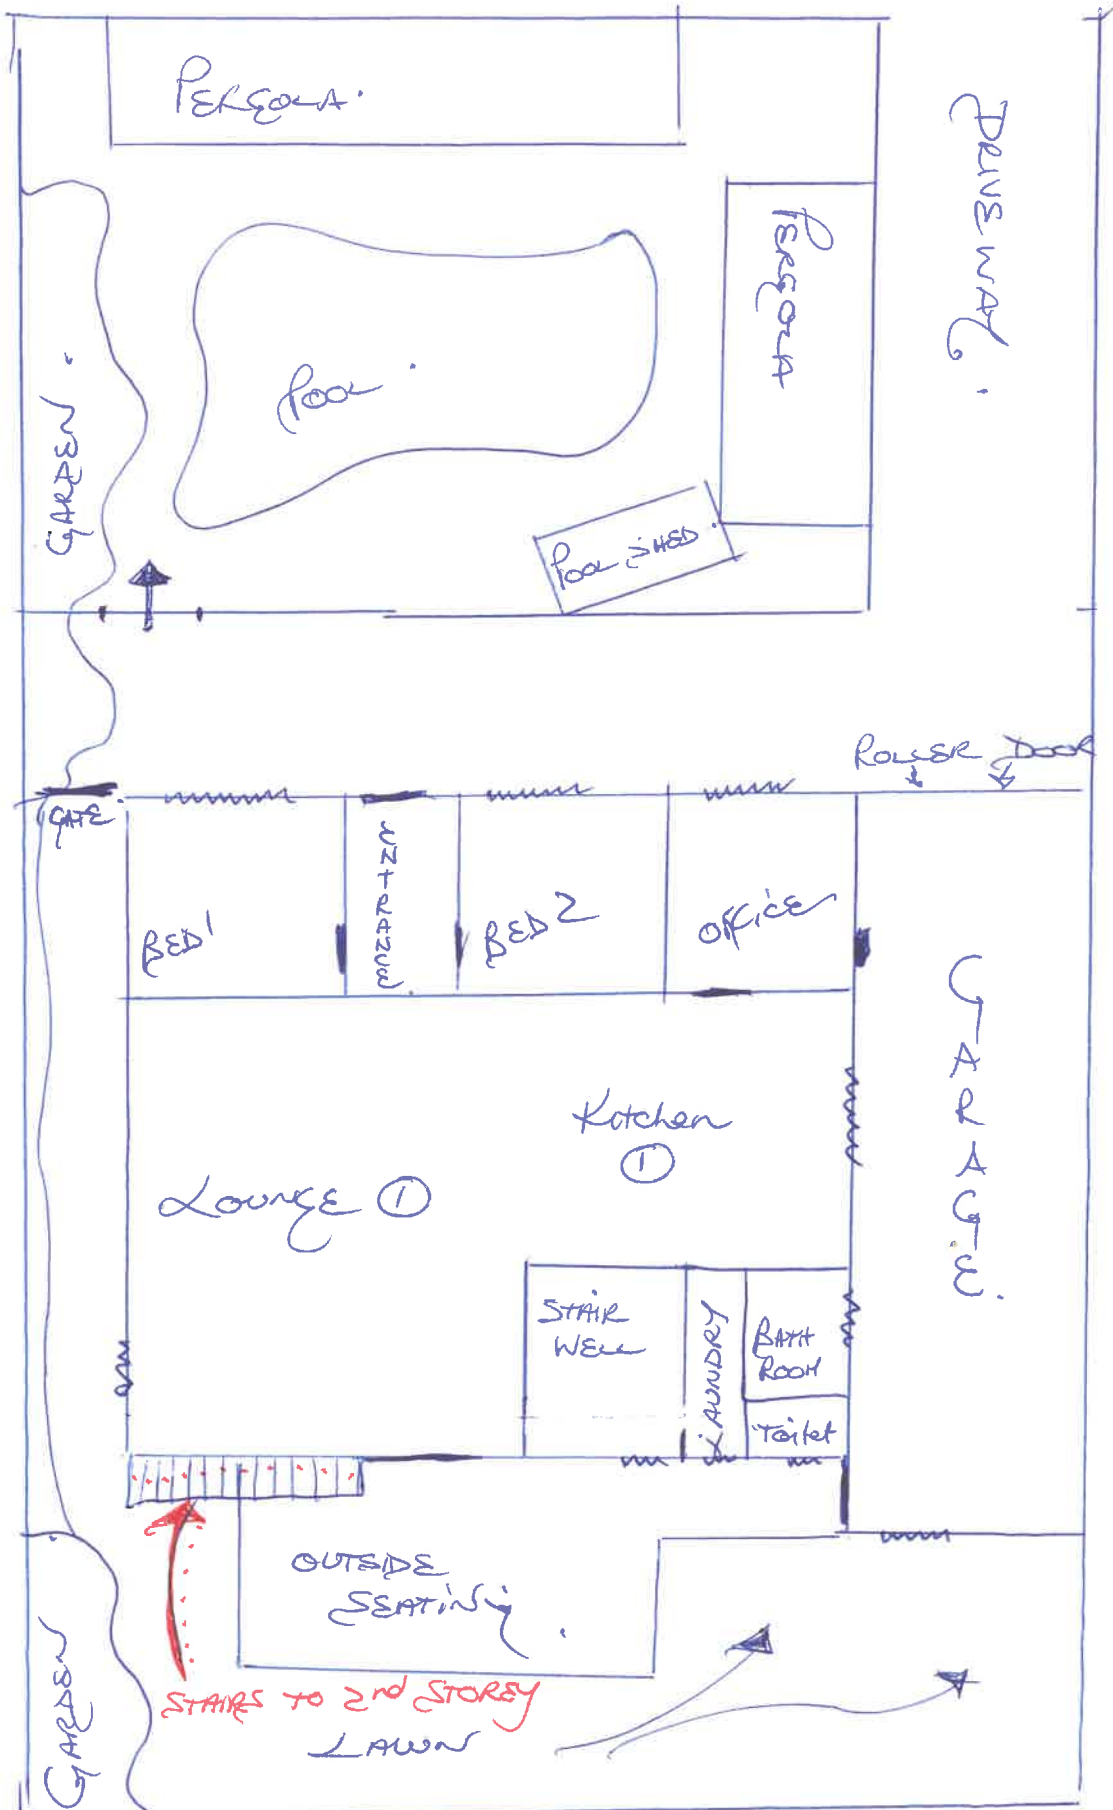 PERGOLA.
DRIVEWAY.
PERGOLA
POOL.
GARDEN.
POOL SHED.
ROLLER DOOR
GATE.
ENTRANCE
BED 1
BED 2
OFFICE
GARAGE.
Kitchen
1
LOUNGE 1
STAIR
WELL
LAUNDRY
BATH
ROOM
Toilet
OUTSIDE
SEATING.
GARDEN
STAIRS TO 2nd STOREY
LAWN